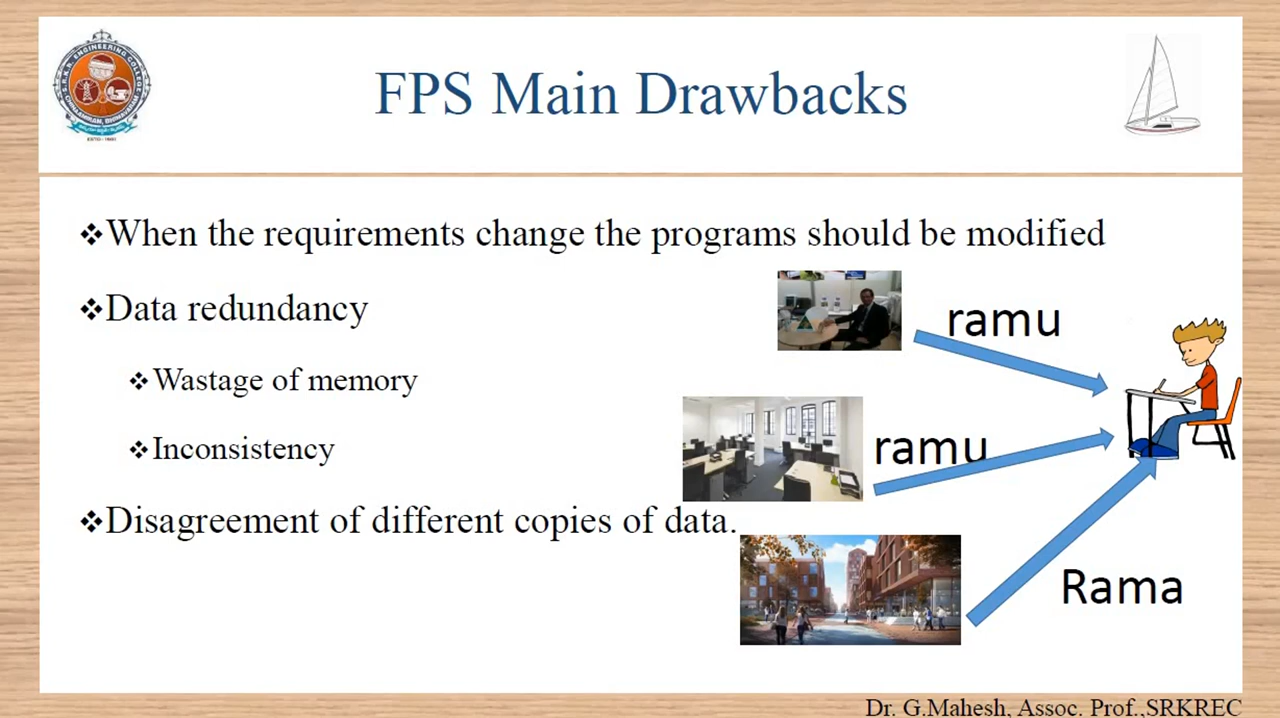 FPS Main Drawbacks
❖When the requirements change the programs should be modified
❖Data redundancy
ramu
❖Wastage of memory
❖Inconsistency
ramu
❖Disagreement of different copies of data.
Rama
Dr. G.Mahesh, Assoc. Prof.,SRKREC